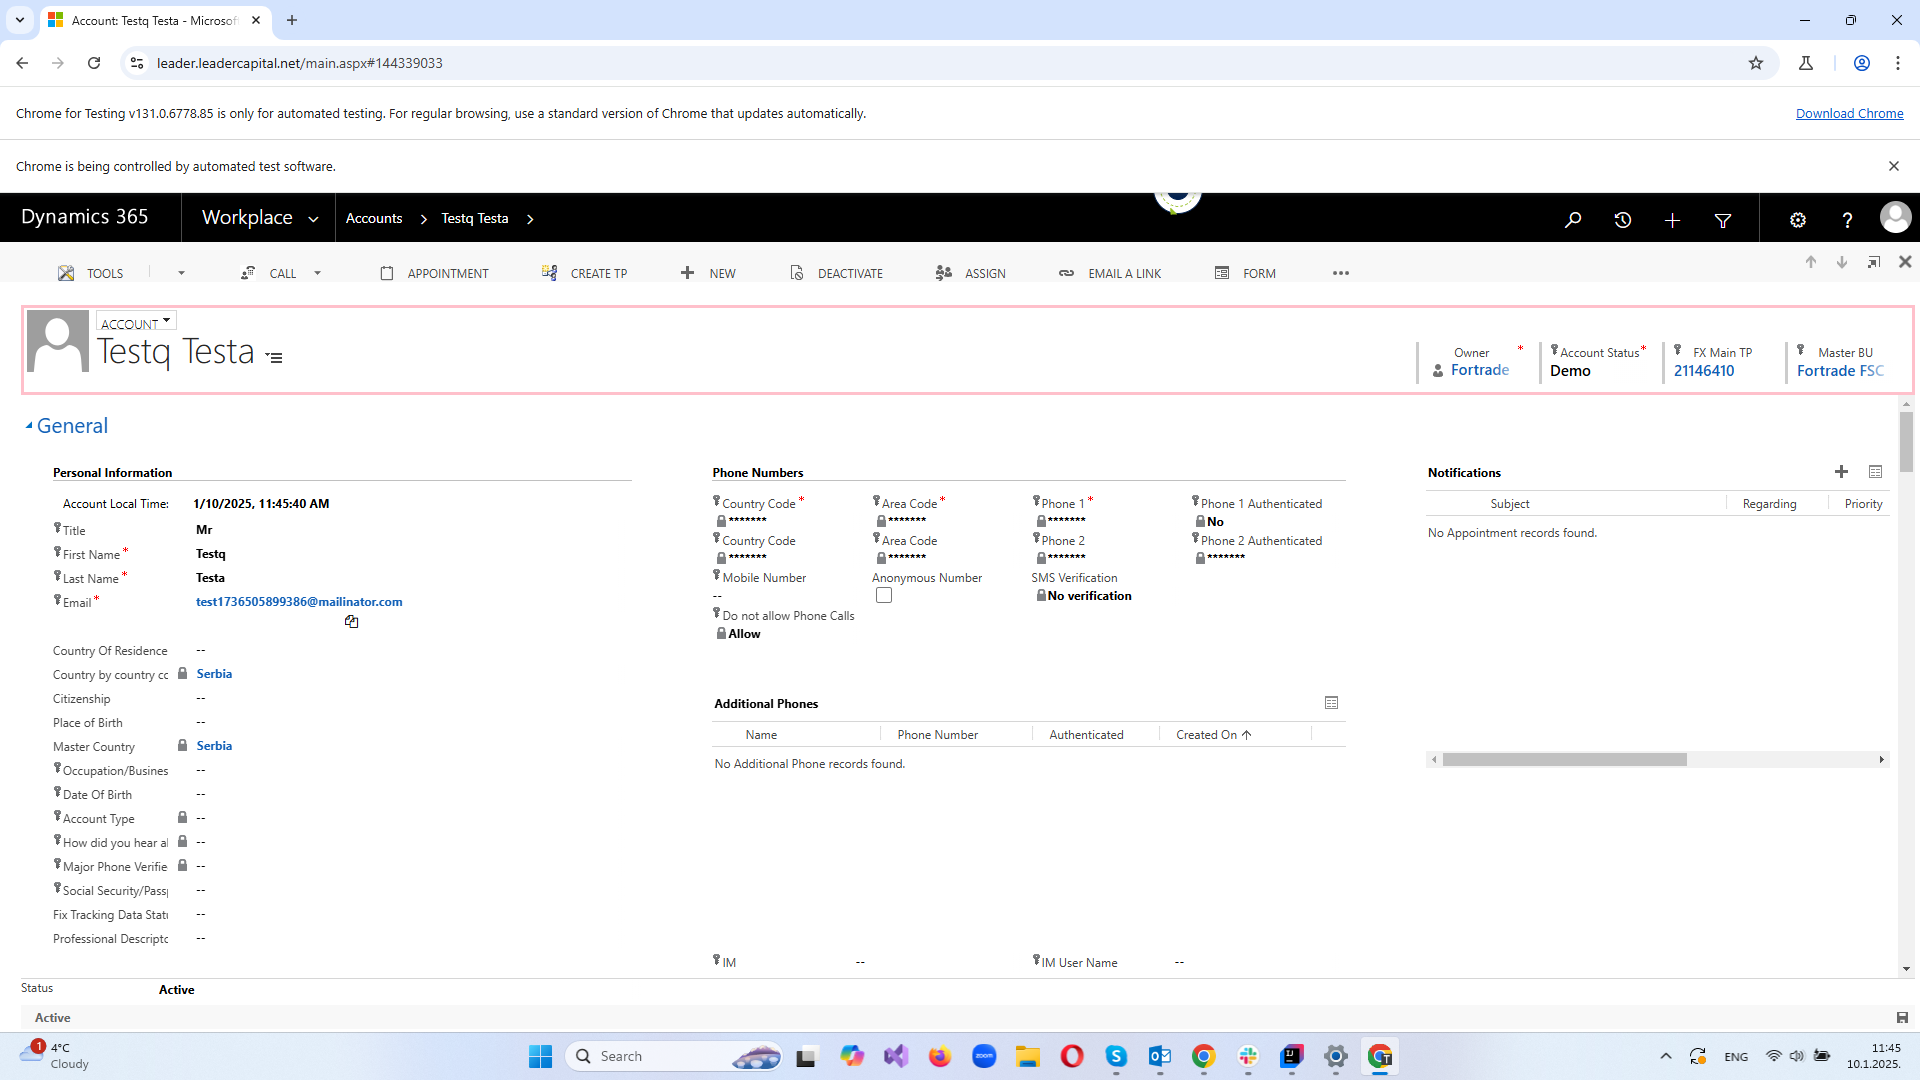 Account: Testq Testa - Microsof
leader.leadercapital.net/main.aspx#144339033
Chrome for Testing v131.0.6778.85 is only for automated testing. For regular browsing, use a standard version of Chrome that updates automatically.
Download Chrome
Chrome is being controlled by automated test software.
Dynamics 365
Workplace
Accounts
Testq Testa
?
TOOLS
CALL
APPOINTMENT
CREATE TP
NEW
DEACTIVATE
ASSIGN
EMAIL A LINK
FORM
ACCOUNT
Testq Testa
Owner *
Fortrade
Account Status *
Demo
FX Main TP
21146410
Master BU
Fortrade FSC
General
Personal Information
Account Local Time: 1/10/2025, 11:45:40 AM
Title Mr
First Name * Testq
Last Name * Testa
Email * test1736505899386@mailinator.com
Country Of Residence --
Country by country cc Serbia
Citizenship --
Place of Birth --
Master Country Serbia
Occupation/Busines --
Date Of Birth --
Account Type --
How did you hear al --
Major Phone Verifie --
Social Security/Pass --
Fix Tracking Data Stat --
Professional Descripto --
Phone Numbers
Country Code * Area Code * Phone 1 * Phone 1 Authenticated
******* ******* ******* No
Country Code Area Code Phone 2 Phone 2 Authenticated
******* ******* ******* *******
Mobile Number Anonymous Number SMS Verification
-- No verification
Do not allow Phone Calls
Allow
Additional Phones
Name Phone Number Authenticated Created On
No Additional Phone records found.
IM -- IM User Name --
Notifications
Subject Regarding Priority
No Appointment records found.
Status Active
Active
1
4°C
Cloudy
Search
zoom
T
ENG
11:45
10.1.2025.